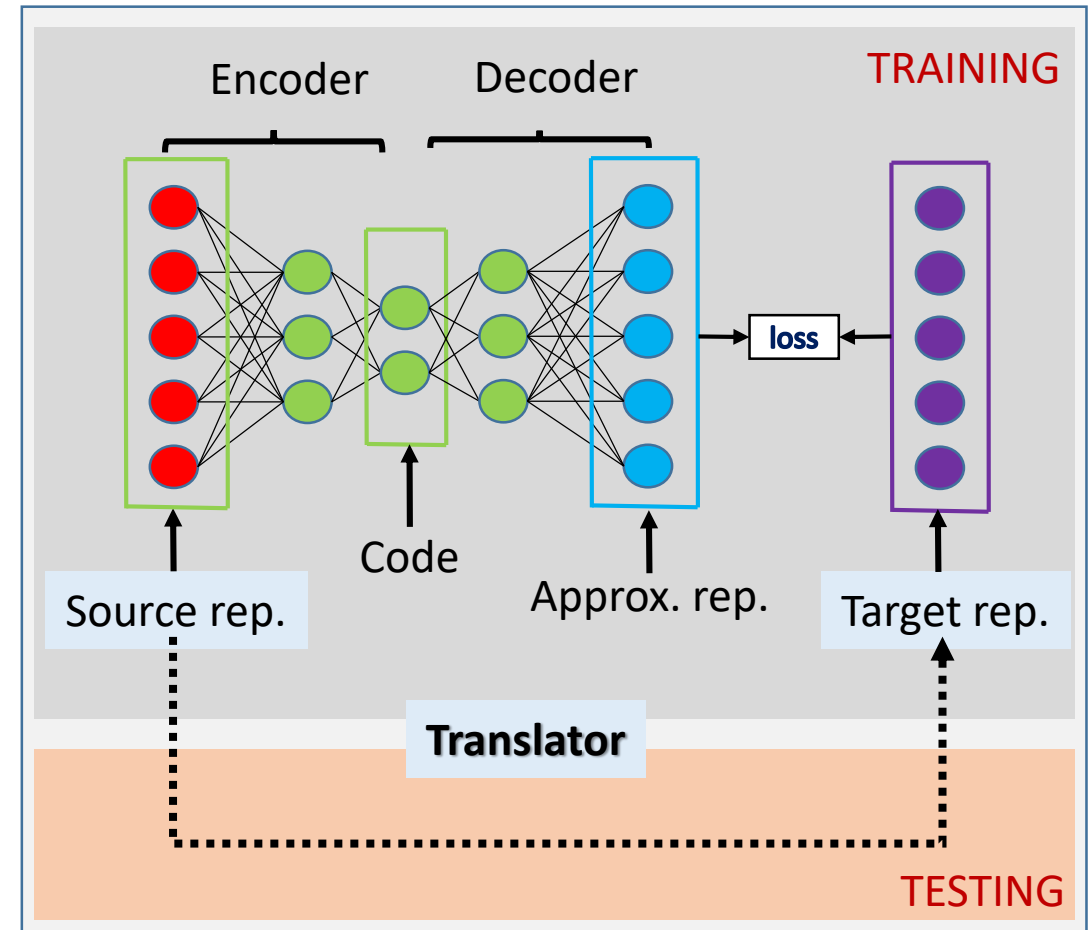 TRAINING
Encoder
Decoder
loss
Code
Source rep.
Approx. rep.
Target rep.
Translator
TESTING